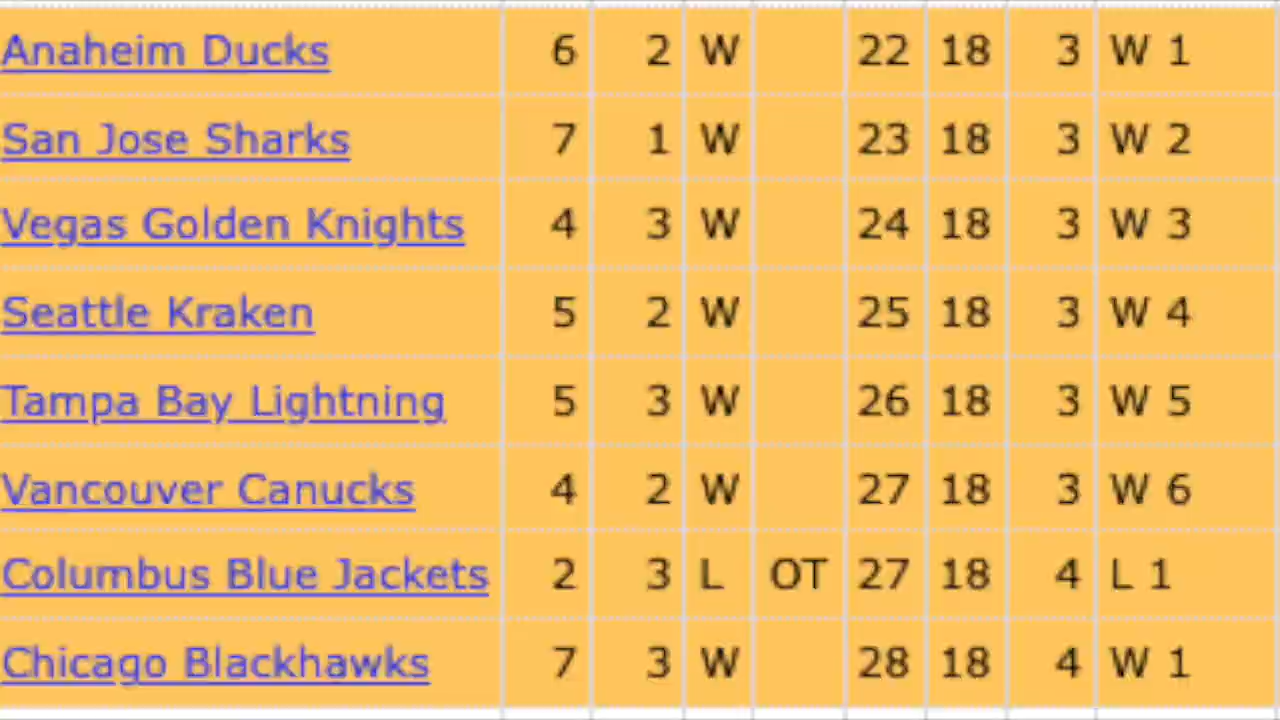 Anaheim Ducks 6 2 W 22 18 3 W 1
San Jose Sharks 7 1 W 23 18 3 W 2
Vegas Golden Knights 4 3 W 24 18 3 W 3
Seattle Kraken 5 2 W 25 18 3 W 4
Tampa Bay Lightning 5 3 W 26 18 3 W 5
Vancouver Canucks 4 2 W 27 18 3 W 6
Columbus Blue Jackets 2 3 L OT 27 18 4 L 1
Chicago Blackhawks 7 3 W 28 18 4 W 1